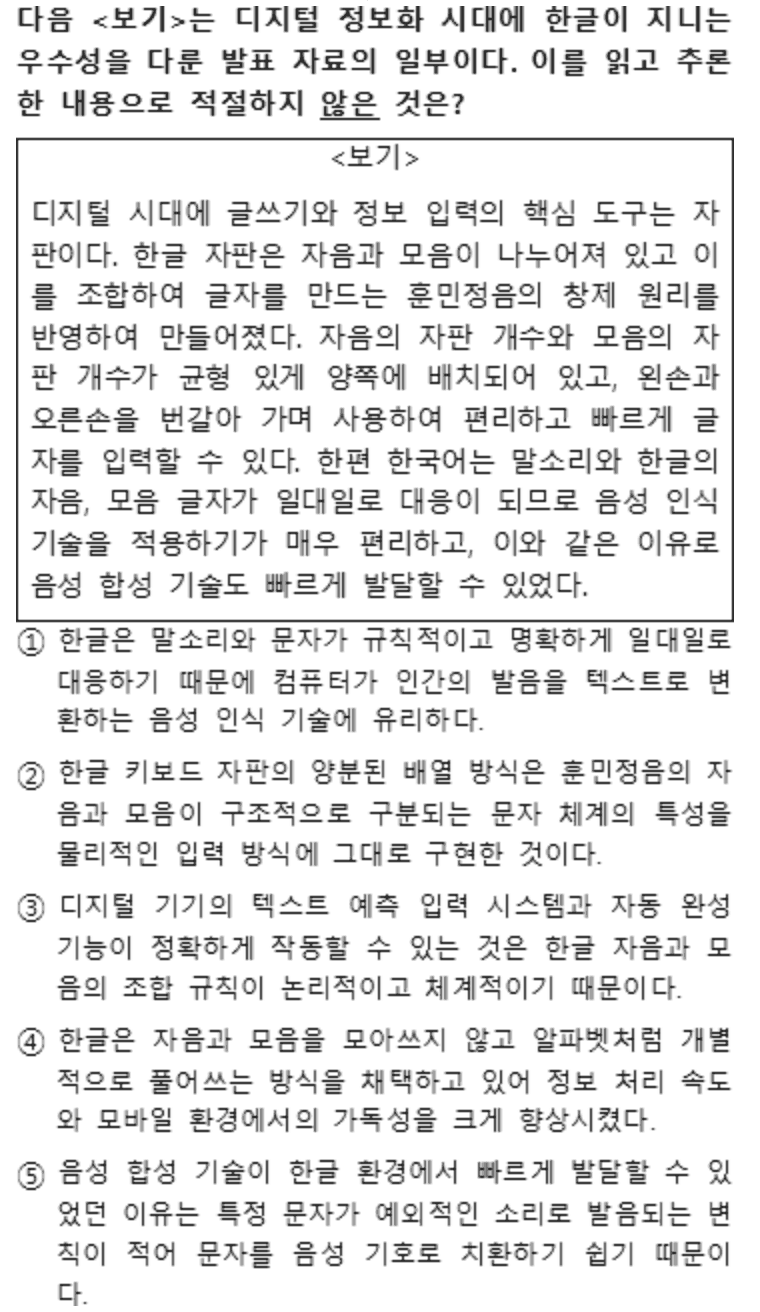 다음 <보기>는 디지털 정보화 시대에 한글이 지니는
우수성을 다룬 발표 자료의 일부이다. 이를 읽고 추론
한 내용으로 적절하지 않은 것은?
<보기>
디지털 시대에 글쓰기와 정보 입력의 핵심 도구는 자
판이다. 한글 자판은 자음과 모음이 나누어져 있고 이
를 조합하여 글자를 만드는 훈민정음의 창제 원리를
반영하여 만들어졌다. 자음의 자판 개수와 모음의 자
판 개수가 균형 있게 양쪽에 배치되어 있고, 왼손과
오른손을 번갈아 가며 사용하여 편리하고 빠르게 글
자를 입력할 수 있다. 한편 한국어는 말소리와 한글의
자음, 모음 글자가 일대일로 대응이 되므로 음성 인식
기술을 적용하기가 매우 편리하고, 이와 같은 이유로
음성 합성 기술도 빠르게 발달할 수 있었다.
① 한글은 말소리와 문자가 규칙적이고 명확하게 일대일로
대응하기 때문에 컴퓨터가 인간의 발음을 텍스트로 변
환하는 음성 인식 기술에 유리하다.
② 한글 키보드 자판의 양분된 배열 방식은 훈민정음의 자
음과 모음이 구조적으로 구분되는 문자 체계의 특성을
물리적인 입력 방식에 그대로 구현한 것이다.
③ 디지털 기기의 텍스트 예측 입력 시스템과 자동 완성
기능이 정확하게 작동할 수 있는 것은 한글 자음과 모
음의 조합 규칙이 논리적이고 체계적이기 때문이다.
④ 한글은 자음과 모음을 모아쓰지 않고 알파벳처럼 개별
적으로 풀어쓰는 방식을 채택하고 있어 정보 처리 속도
와 모바일 환경에서의 가독성을 크게 향상시켰다.
⑤ 음성 합성 기술이 한글 환경에서 빠르게 발달할 수 있
었던 이유는 특정 문자가 예외적인 소리로 발음되는 변
칙이 적어 문자를 음성 기호로 치환하기 쉽기 때문이
다.